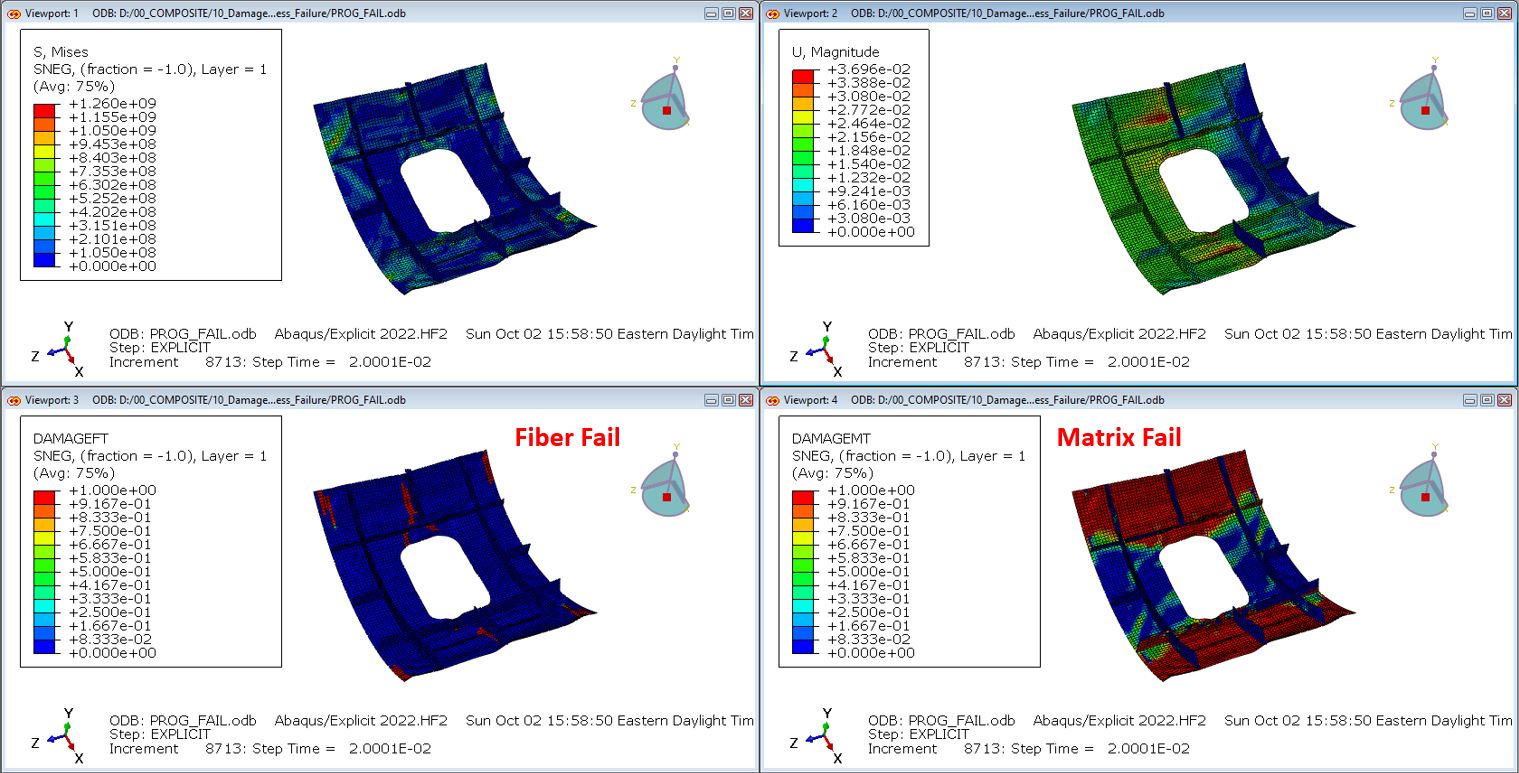 Viewport: 1 ODB: D:/00_COMPOSITE/10_Damage...ess_Failure/PROG_FAIL.odb
S, Mises
SNEG, (fraction = -1.0), Layer = 1
(Avg: 75%)
+1.260e+09
+1.155e+09
+1.050e+09
+9.453e+08
+8.403e+08
+7.353e+08
+6.302e+08
+5.252e+08
+4.202e+08
+3.151e+08
+2.101e+08
+1.050e+08
+0.000e+00
Y
Z
Y
Z
X
ODB: PROG_FAIL.odb Abaqus/Explicit 2022.HF2 Sun Oct 02 15:58:50 Eastern Daylight Tim
Step: EXPLICIT
Increment 8713: Step Time = 2.0001E-02
Viewport: 2 ODB: D:/00_COMPOSITE/10_Damage...ess_Failure/PROG_FAIL.odb
U, Magnitude
+3.696e-02
+3.388e-02
+3.080e-02
+2.772e-02
+2.464e-02
+2.156e-02
+1.848e-02
+1.540e-02
+1.232e-02
+9.241e-03
+6.160e-03
+3.080e-03
+0.000e+00
Y
Z
Y
Z
X
ODB: PROG_FAIL.odb Abaqus/Explicit 2022.HF2 Sun Oct 02 15:58:50 Eastern Daylight Tim
Step: EXPLICIT
Increment 8713: Step Time = 2.0001E-02
Viewport: 3 ODB: D:/00_COMPOSITE/10_Damage...ess_Failure/PROG_FAIL.odb
DAMAGEFT
SNEG, (fraction = -1.0), Layer = 1
(Avg: 75%)
+1.000e+00
+9.167e-01
+8.333e-01
+7.500e-01
+6.667e-01
+5.833e-01
+5.000e-01
+4.167e-01
+3.333e-01
+2.500e-01
+1.667e-01
+8.333e-02
+0.000e+00
Fiber Fail
Y
Z
Y
Z
X
ODB: PROG_FAIL.odb Abaqus/Explicit 2022.HF2 Sun Oct 02 15:58:50 Eastern Daylight Tim
Step: EXPLICIT
Increment 8713: Step Time = 2.0001E-02
Viewport: 4 ODB: D:/00_COMPOSITE/10_Damage...ess_Failure/PROG_FAIL.odb
DAMAGEMT
SNEG, (fraction = -1.0), Layer = 1
(Avg: 75%)
+1.000e+00
+9.167e-01
+8.333e-01
+7.500e-01
+6.667e-01
+5.833e-01
+5.000e-01
+4.167e-01
+3.333e-01
+2.500e-01
+1.667e-01
+8.333e-02
+0.000e+00
Matrix Fail
Y
Z
Y
Z
X
ODB: PROG_FAIL.odb Abaqus/Explicit 2022.HF2 Sun Oct 02 15:58:50 Eastern Daylight Tim
Step: EXPLICIT
Increment 8713: Step Time = 2.0001E-02